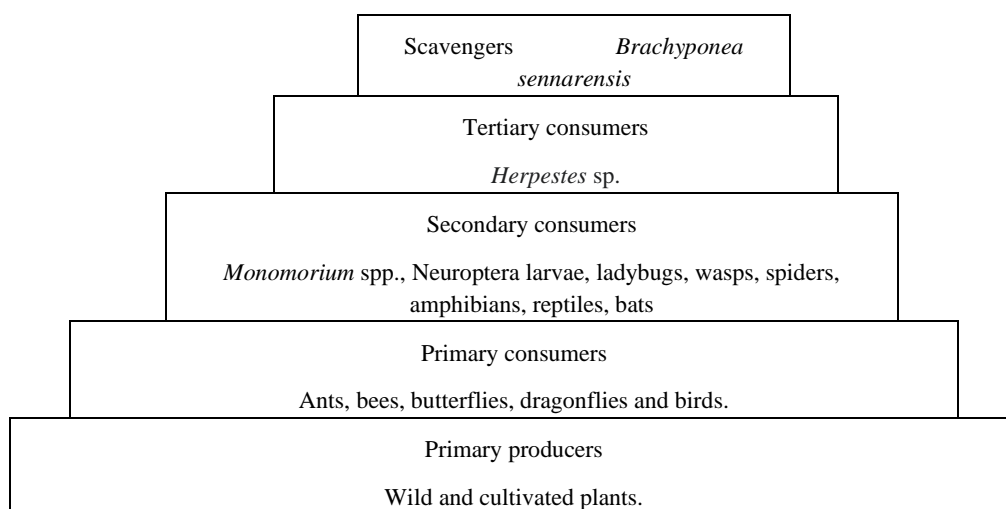 Scavengers Brachyponea
sennarensis
Tertiary consumers
Herpestes sp.
Secondary consumers
Monomorium spp., Neuroptera larvae, ladybugs, wasps, spiders,
amphibians, reptiles, bats
Primary consumers
Ants, bees, butterflies, dragonflies and birds.
Primary producers
Wild and cultivated plants.